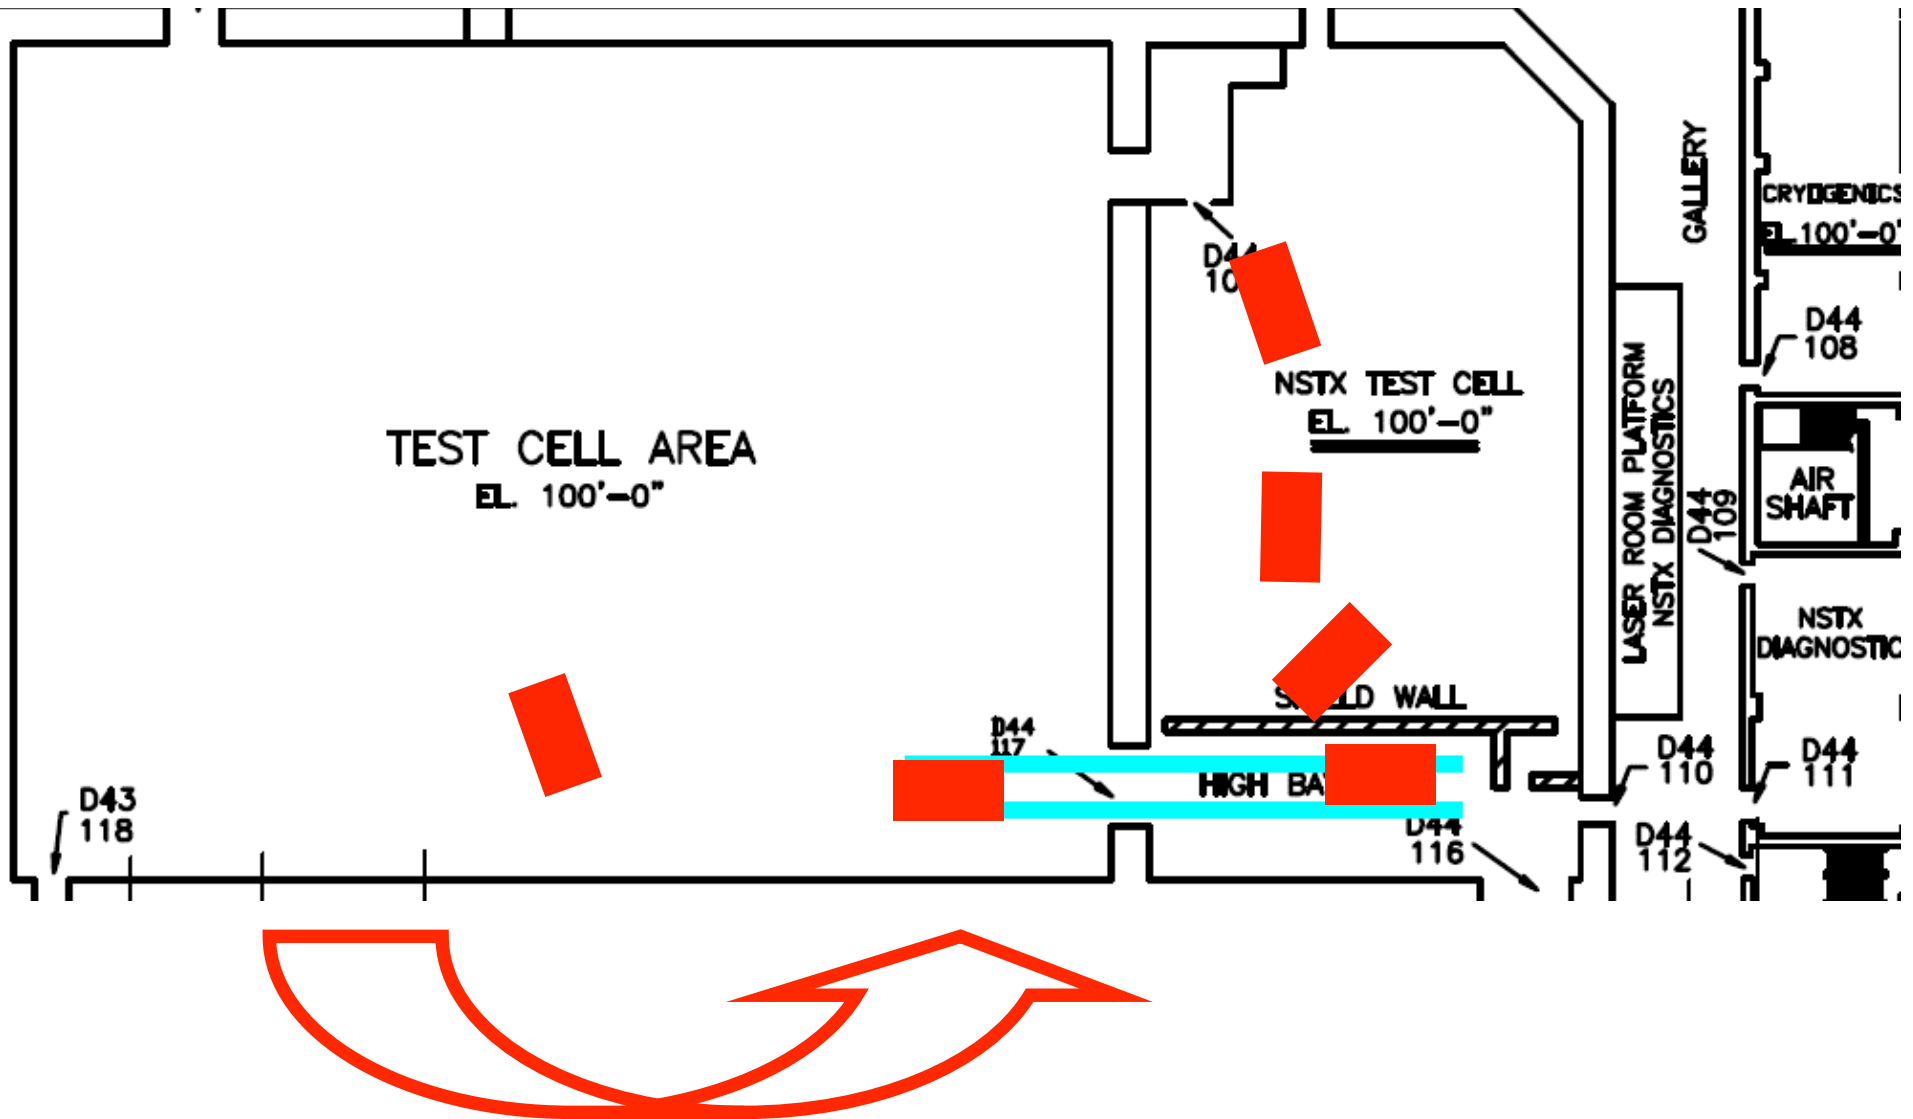 TEST CELL AREA
EL. 100'-0"
D43
118
D44
117
D44
NSTX TEST CELL
EL. 100'-0"
WALL
HIGH
D44
116
GALLERY
LASER ROOM PLATFORM
NSTX DIAGNOSTICS
CRYOGENICS
EL 100'-0"
D44
108
AIR
SHAFT
D44
109
NSTX
DIAGNOSTIC
D44
110
D44
111
D44
112